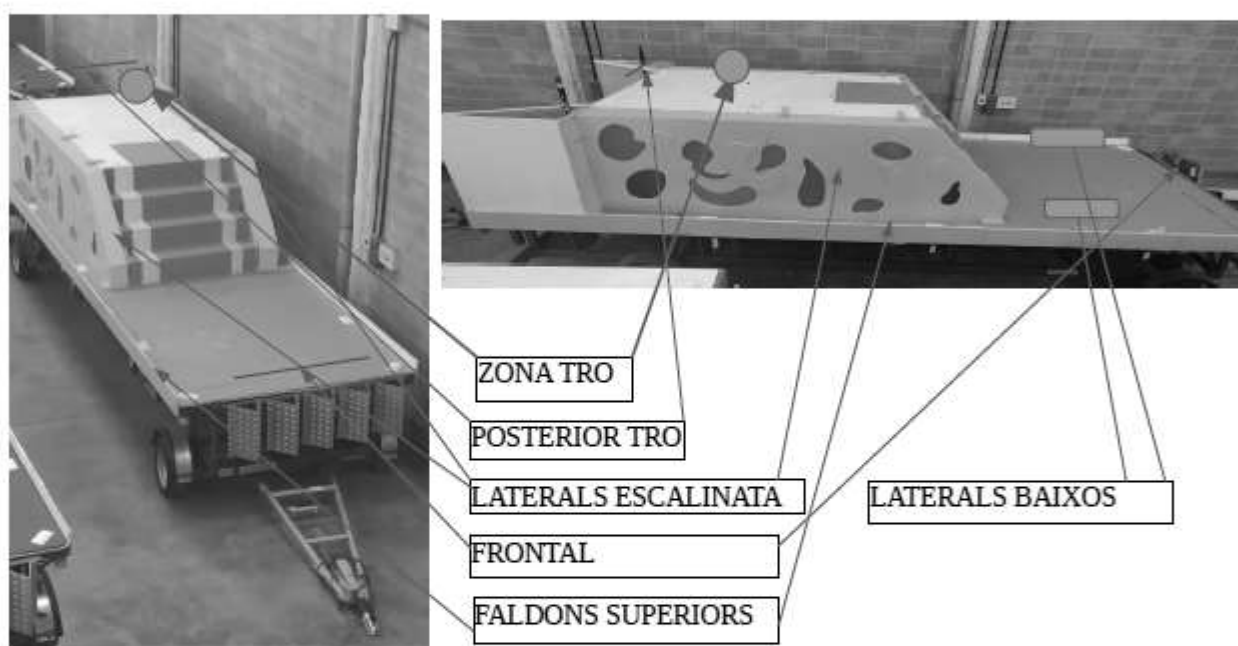 ZONA TRO
POSTERIOR TRO
LATERALS ESCALINATA
LATERALS BAIXOS
FRONTAL
FALDONS SUPERIORS